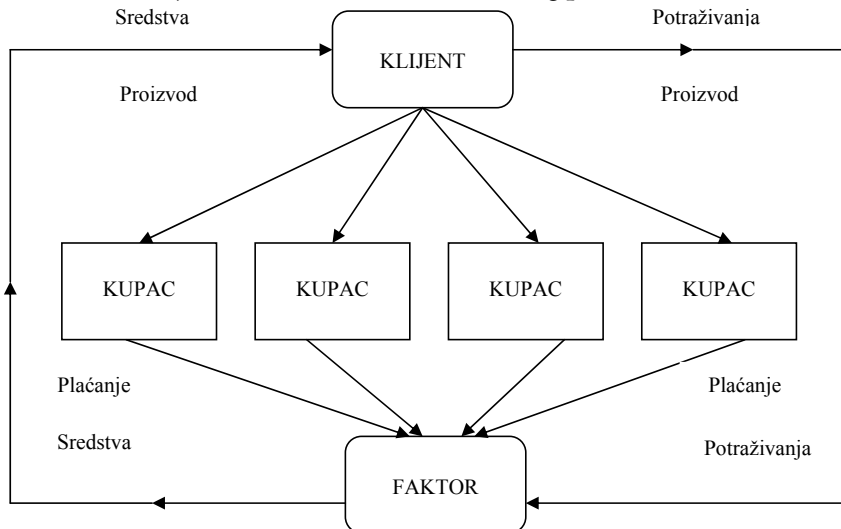 Sredstva
Potraživanja
KLIJENT
Proizvod
Proizvod
KUPAC
KUPAC
KUPAC
KUPAC
Plaćanje
Plaćanje
Sredstva
Potraživanja
FAKTOR